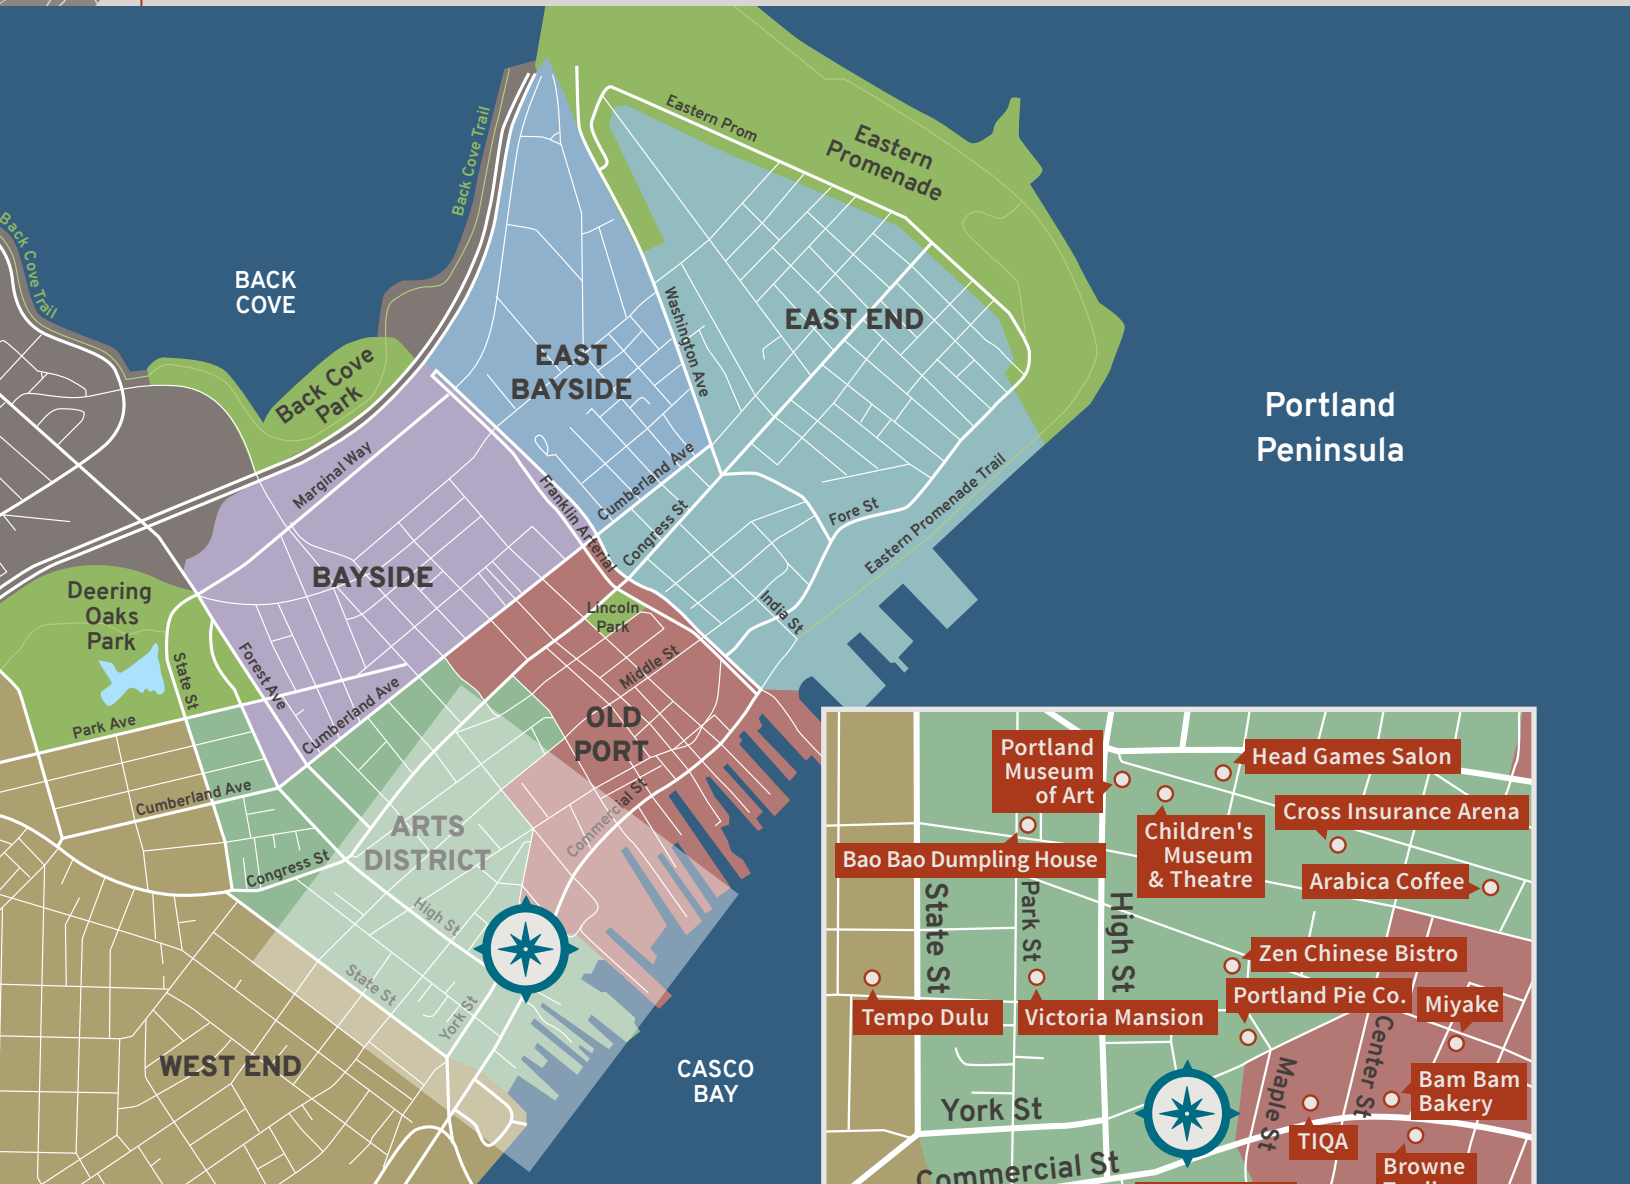 Back Cove Trail
Back Cove Trail
BACK
COVE
Eastern Prom
Eastern
Promenade
Washington Ave
EAST END
EAST
BAYSIDE
Back Cove
Park
Portland
Peninsula
Marginal Way
Franklin Arterial
Cumberland Ave
Congress St
Fore St
Eastern Promenade Trail
BAYSIDE
India St
Deering
Oaks
Park
Lincoln
Park
State St
Forest Ave
Middle St
Park Ave
Cumberland Ave
OLD
PORT
Cumberland Ave
Commercial St
ARTS
DISTRICT
Congress St
High St
State St
York St
WEST END
CASCO
BAY
Portland
Museum
of Art
Head Games Salon
Cross Insurance Arena
Children's
Museum
& Theatre
Bao Bao Dumpling House
Arabica Coffee
State St
Park St
High St
Zen Chinese Bistro
Portland Pie Co.
Miyake
Tempo Dulu
Victoria Mansion
Center St
Maple St
Bam Bam
Bakery
York St
TIQA
Commercial St
Browne